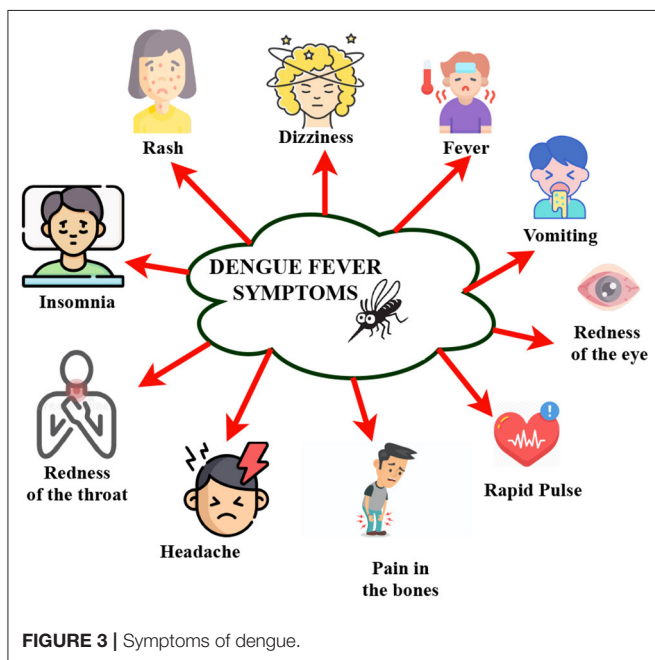 Rash
Dizziness
Fever
Vomiting
Insomnia
DENGUE FEVER
SYMPTOMS
Redness
of the eye
Redness
of the throat
Headache
Pain in
the bones
Rapid Pulse
FIGURE 3 | Symptoms of dengue.